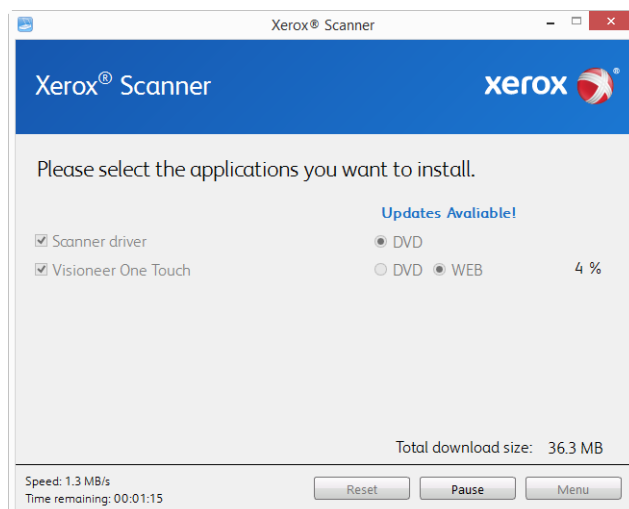 Xerox® Scanner
Xerox® Scanner
xerox ®
Please select the applications you want to install.
Updates Avaliable!
Scanner driver DVD
Visioneer One Touch DVD WEB 4 %
Total download size: 36.3 MB
Speed: 1.3 MB/s
Time remaining: 00:01:15
Reset Pause Menu